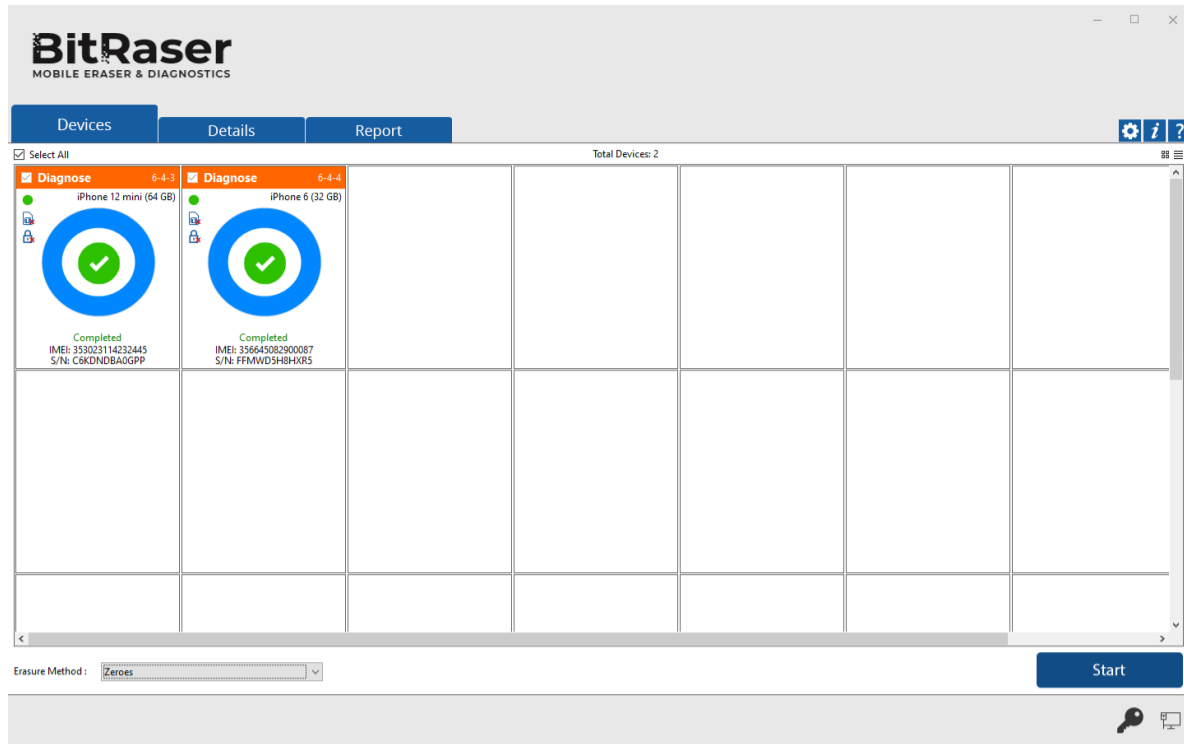 BitRaser
MOBILE ERASER & DIAGNOSTICS
Devices
Details
Report
i
?
Select All
Total Devices: 2
Diagnose 6-4-3
iPhone 12 mini (64 GB)
Completed
IMEI: 353023114232445
S/N: C6KDNDBA0GPP
Diagnose 6-4-4
iPhone 6 (32 GB)
Completed
IMEI: 356645082900087
S/N: FFMWD5H8HXR5
Erasure Method :
Zeroes
Start